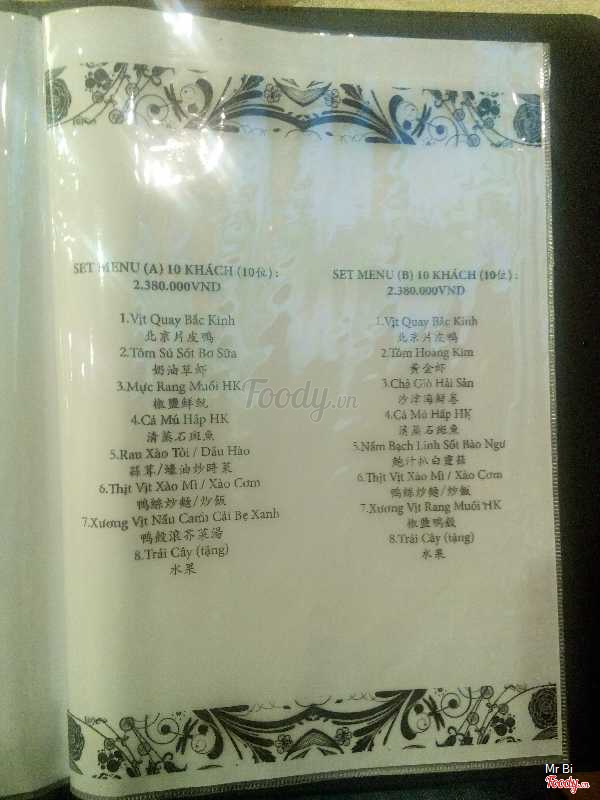 SET MENU (A) 10 KHÁCH (10位) :
2.380.000VND
1.Vịt Quay Bắc Kinh
北京片皮鴨
2.Tôm Sú Sốt Bơ Sữa
奶油草虾
3.Mực Rang Muối HK
椒鹽鮮魷
4.Cá Mú Hấp HK
清蒸石斑魚
5.Rau Xào Tỏi / Dầu Hào
蒜茸/蠔油炒時菜
6.Thịt Vịt Xào Mì / Xào Cơm
鸭絲炒麵/炒飯
7.Xương Vịt Nấu Canh Cải Bẹ Xanh
鸭殼滾芥菜湯
8.Trái Cây (tặng)
水果
SET MENU (B) 10 KHÁCH (10位) :
2.380.000VND
1.Vịt Quay Bắc Kinh
北京片皮鴨
2.Tôm Hoàng Kim
黃金虾
3.Chả Giò Hải Sản
沙津海鮮卷
4.Cá Mú Hấp HK
蒸石斑魚
5.Nấm Bạch Linh Sốt Bào Ngư
鮑汁扒白靈菇
6.Thịt Vịt Xào Mì / Xào Cơm
鸭絲炒麵/炒飯
7.Xương Vịt Rang Muối HK
椒鹽鴨殼
8.Trái Cây (tặng)
水果
Foody.vn
Mr Bi
Foody.vn